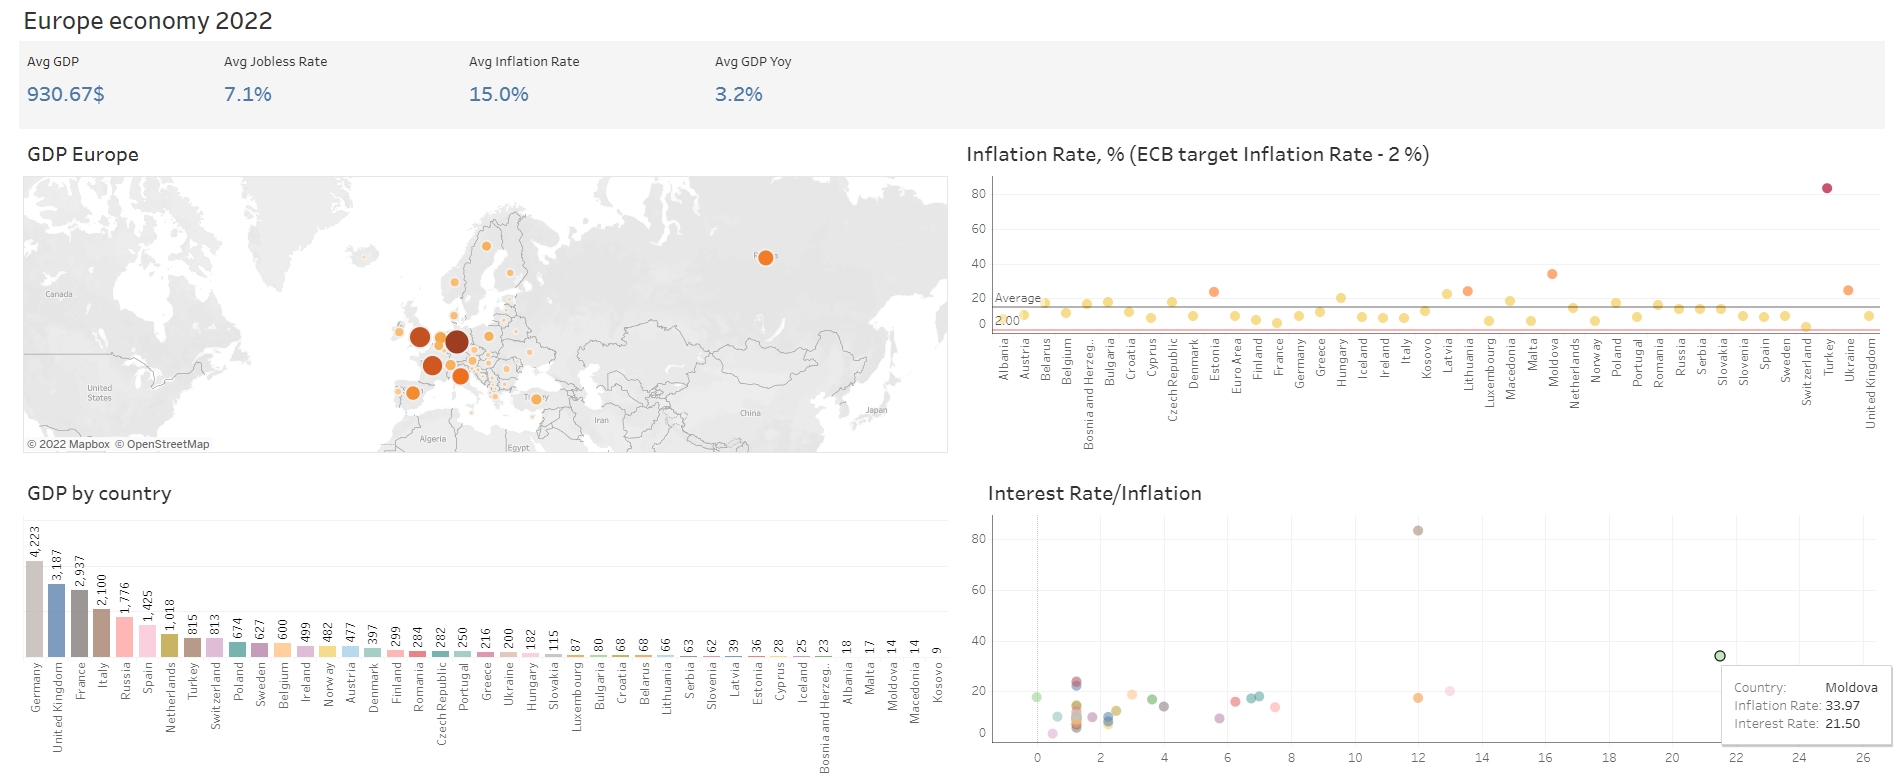 Europe economy 2022
Avg GDP
Avg Jobless Rate
Avg Inflation Rate
Avg GDP Yoy
930.67$
7.1%
15.0%
3.2%
GDP Europe
Canada
United
States
Algeria
Egypt
Iran
China
Japan
© 2022 Mapbox © OpenStreetMap
Inflation Rate, % (ECB target Inflation Rate - 2 %)
80
60
40
20
0
Average
2.00
Albania
Austria
Belarus
Belgium
Bosnia and Herzeg..
Bulgaria
Croatia
Cyprus
Czech Republic
Denmark
Estonia
Euro Area
Finland
France
Germany
Greece
Hungary
Iceland
Ireland
Italy
Kosovo
Latvia
Lithuania
Luxembourg
Macedonia
Malta
Moldova
Netherlands
Norway
Poland
Portugal
Romania
Russia
Serbia
Slovakia
Slovenia
Spain
Sweden
Switzerland
Turkey
Ukraine
United Kingdom
GDP by country
4,223
3,187
2,937
2,100
1,776
1,425
1,018
815
813
674
627
600
499
482
477
397
299
284
282
250
216
200
182
115
87
80
68
68
66
63
62
39
36
28
25
23
18
17
14
14
9
Germany
United Kingdom
France
Italy
Russia
Spain
Netherlands
Turkey
Switzerland
Poland
Sweden
Belgium
Ireland
Norway
Austria
Denmark
Finland
Romania
Czech Republic
Portugal
Greece
Ukraine
Hungary
Slovakia
Luxembourg
Bulgaria
Croatia
Belarus
Lithuania
Serbia
Slovenia
Latvia
Estonia
Cyprus
Iceland
Bosnia and Herzeg..
Albania
Malta
Moldova
Macedonia
Kosovo
Interest Rate/Inflation
80
60
40
20
0
0
2
4
6
8
10
12
14
16
18
20
22
24
26
Country: Moldova
Inflation Rate: 33.97
Interest Rate: 21.50